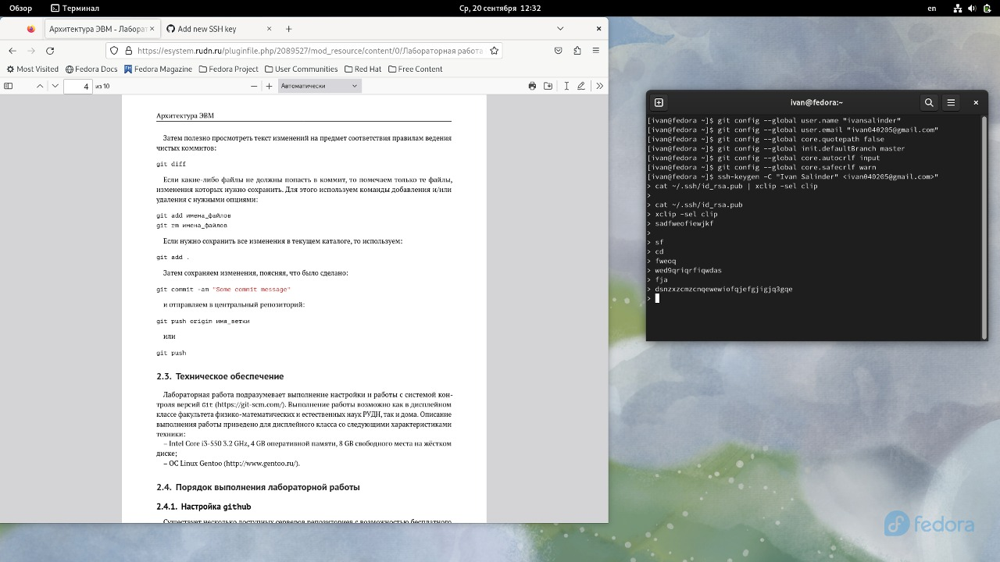 Обзор
Терминал
Ср, 20 сентября 12:32
en
Архитектура ЭВМ - ЛабораT
Add new SSH key
https://esystem.rudn.ru/pluginfile.php/2089527/mod_resource/content/0/Лабораторная работа
Most Visited
Fedora Docs
Fedora Magazine
Fedora Project
User Communities
Red Hat
Free Content
4 из 10
Автоматически
Архитектура ЭВМ
Затем полезно просмотреть текст изменений на предмет соответствия правилам ведения
чистых коммитов:
git diff
Если какие-либо файлы не должны попасть в коммит, то помечаем только те файлы,
изменения которых нужно сохранить. Для этого используем команды добавления и/или
удаления с нужными опциями:
git add имена_файлов
git rm имена_файлов
Если нужно сохранить все изменения в текущем каталоге, то используем:
git add .
Затем сохраняем изменения, поясняя, что было сделано:
git commit -am "Some commit message"
и отправляем в центральный репозиторий:
git push origin имя_ветки
или
git push
2.3. Техническое обеспечение
Лабораторная работа подразумевает выполнение настройки и работы с системой кон-
троля версий Git (https://git-scm.com/). Выполнение работы возможно как в дисплейном
классе факультета физико-математических и естественных наук РУДН, так и дома. Описание
выполнения работы приведено для дисплейного класса со следующими характеристиками
техники:
– Intel Core i3-550 3.2 GHz, 4 GB оперативной памяти, 8 GB свободного места на жёстком
диске;
– ОС Linux Gentoo (http://www.gentoo.ru/).
2.4. Порядок выполнения лабораторной работы
2.4.1. Настройка github
Существует несколько доступных серверов репозиториев с возможностью бесплатного
ivan@fedora:~
[ivan@fedora ~]$ git config --global user.name "ivansalinder"
[ivan@fedora ~]$ git config --global user.email "ivan040205@gmail.com"
[ivan@fedora ~]$ git config --global core.quotepath false
[ivan@fedora ~]$ git config --global init.defaultBranch master
[ivan@fedora ~]$ git config --global core.autocrlf input
[ivan@fedora ~]$ git config --global core.safecrlf warn
[ivan@fedora ~]$ ssh-keygen -C "Ivan Salinder" <ivan040205@gmail.com>"
> cat ~/.ssh/id_rsa.pub | xclip -sel clip
>
> cat ~/.ssh/id_rsa.pub
> xclip -sel clip
> sadfweofiewjkf
>
> sf
> cd
> fweoq
> wed9qriqrfiqwdas
> fja
> dsnzxzcmzcnqewewiofqjefgjigjq3gqe
>
fedora